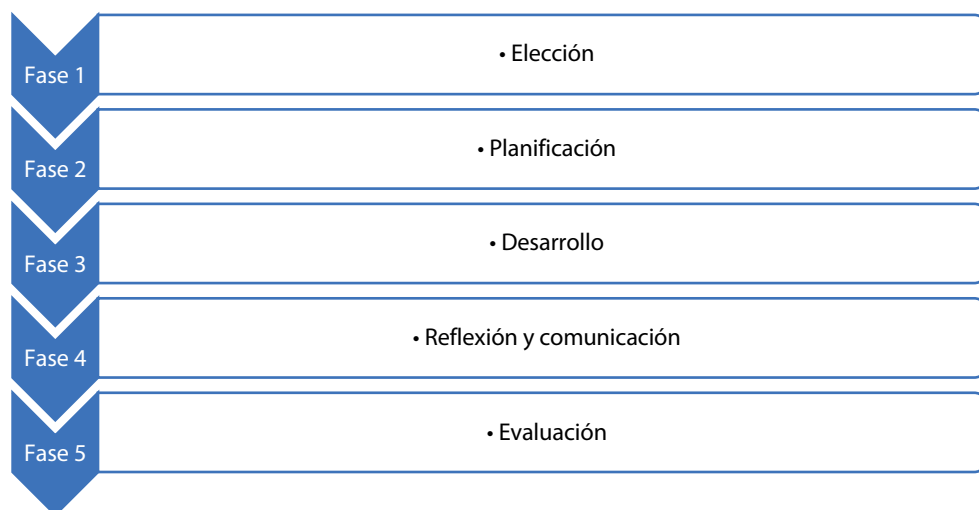 Fase 1
• Elección
Fase 2
• Planificación
Fase 3
• Desarrollo
Fase 4
• Reflexión y comunicación
Fase 5
• Evaluación